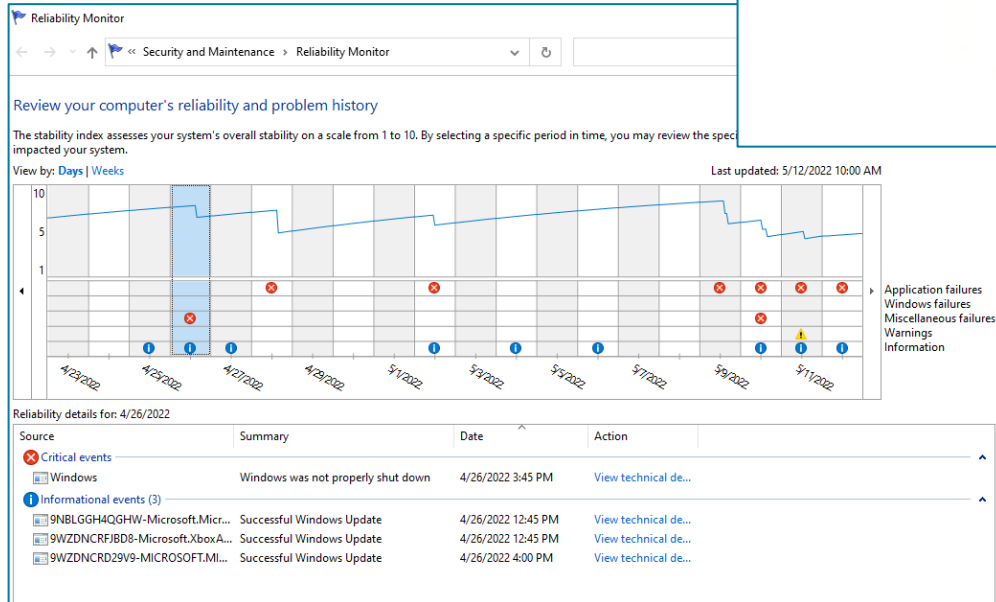 Reliability Monitor
Security and Maintenance › Reliability Monitor
Review your computer's reliability and problem history
The stability index assesses your system's overall stability on a scale from 1 to 10. By selecting a specific period in time, you may review the speci
impacted your system.
View by: Days | Weeks Last updated: 5/12/2022 10:00 AM
10
5
1
Application failures
Windows failures
Miscellaneous failures
Warnings
Information
4/23/2022 4/25/2022 4/27/2022 4/29/2022 5/1/2022 5/3/2022 5/5/2022 5/7/2022 5/9/2022 5/11/2022
Reliability details for: 4/26/2022
Source Summary Date Action
Critical events
Windows Windows was not properly shut down 4/26/2022 3:45 PM View technical de...
Informational events (3)
9NBLGGH4QGHW-Microsoft.Micr... Successful Windows Update 4/26/2022 12:45 PM View technical de...
9WZDNCRFJBD8-Microsoft.XboxA... Successful Windows Update 4/26/2022 12:45 PM View technical de...
9WZDNCRD29V9-MICROSOFT.MI... Successful Windows Update 4/26/2022 4:00 PM View technical de...